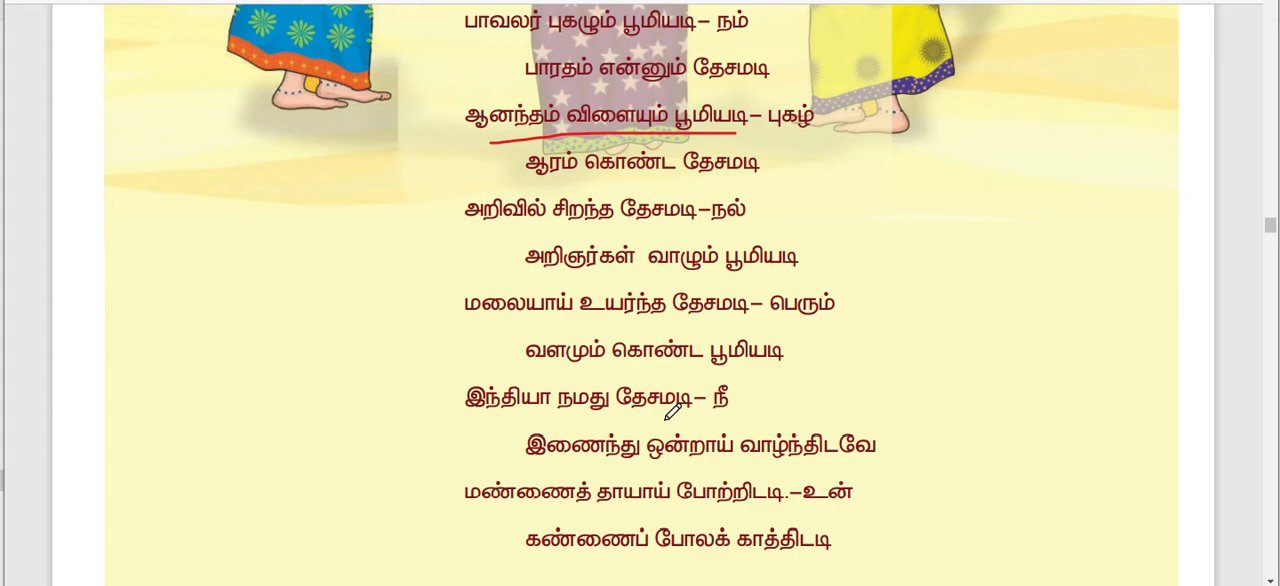 பாவலர் புகழும் பூமியடி– நம்
பாரதம் என்னும் தேசமடி
ஆனந்தம் விளையும் பூமியடி– புகழ்
ஆரம் கொண்ட தேசமடி
அறிவில் சிறந்த தேசமடி–நல்
அறிஞர்கள் வாழும் பூமியடி
மலையாய் உயர்ந்த தேசமடி– பெரும்
வளமும் கொண்ட பூமியடி
இந்தியா நமது தேசமடி– நீ
இணைந்து ஒன்றாய் வாழ்ந்திடவே
மண்ணைத் தாயாய் போற்றிடடி.–உன்
கண்ணைப் போலக் காத்திடடி